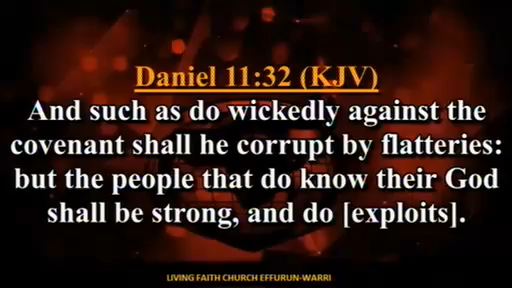 Daniel 11:32 (KJV)
And such as do wickedly against the
covenant shall he corrupt by flatteries:
but the people that do know their God
shall be strong, and do [exploits].
LIVING FAITH CHURCH EFFURUN-WARRI